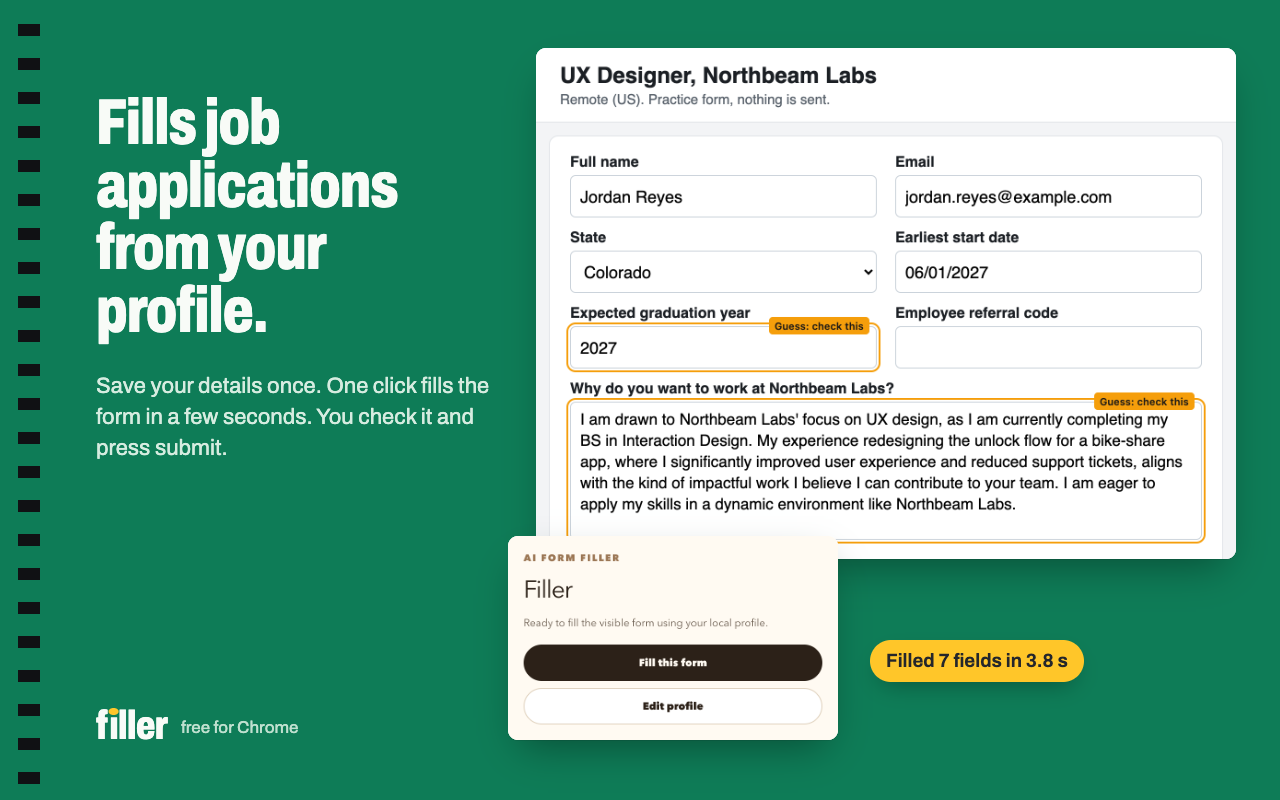 Fills job
applications
from your
profile.
Save your details once. One click fills the
form in a few seconds. You check it and
press submit.
filler free for Chrome
UX Designer, Northbeam Labs
Remote (US). Practice form, nothing is sent.
Full name
Jordan Reyes
Email
jordan.reyes@example.com
State
Colorado
Earliest start date
06/01/2027
Expected graduation year
Guess: check this
2027
Employee referral code
Why do you want to work at Northbeam Labs?
Guess: check this
I am drawn to Northbeam Labs' focus on UX design, as I am currently completing my
BS in Interaction Design. My experience redesigning the unlock flow for a bike-share
app, where I significantly improved user experience and reduced support tickets, aligns
with the kind of impactful work I believe I can contribute to your team. I am eager to
apply my skills in a dynamic environment like Northbeam Labs.
AI FORM FILLER
Filler
Ready to fill the visible form using your local profile.
Fill this form
Edit profile
Filled 7 fields in 3.8 s